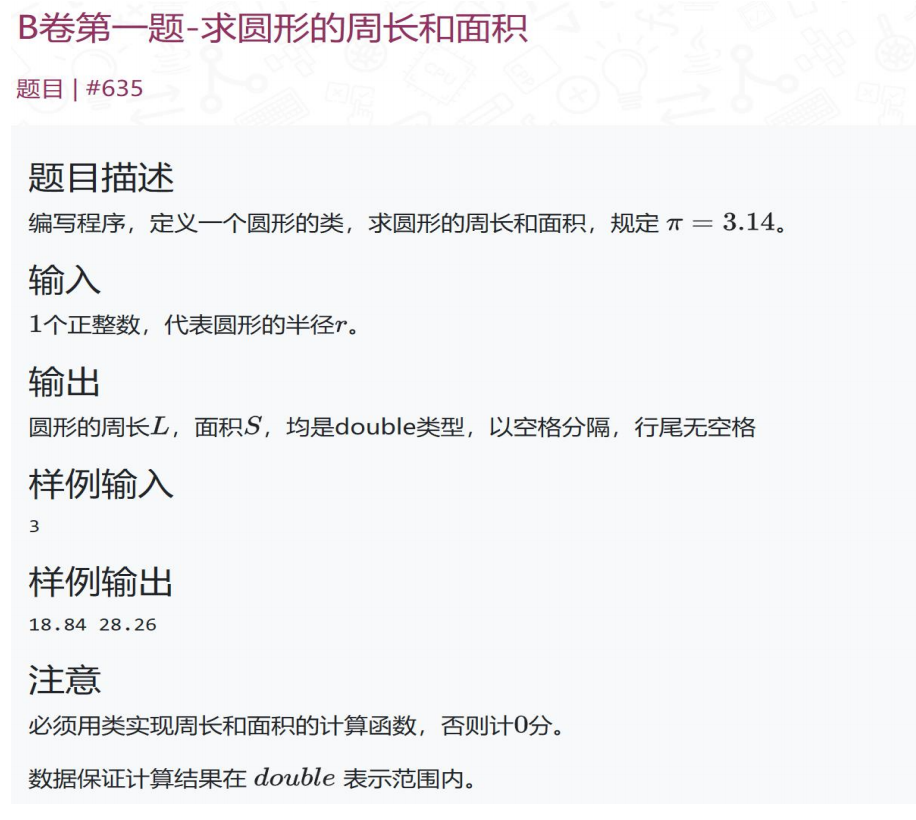 B卷第一题-求圆形的周长和面积
题目 | #635
题目描述
编写程序，定义一个圆形的类，求圆形的周长和面积，规定 π = 3.14。
输入
1个正整数，代表圆形的半径r。
输出
圆形的周长L，面积S，均是double类型，以空格分隔，行尾无空格
样例输入
3
样例输出
18.84 28.26
注意
必须用类实现周长和面积的计算函数，否则计0分。
数据保证计算结果在 double 表示范围内。